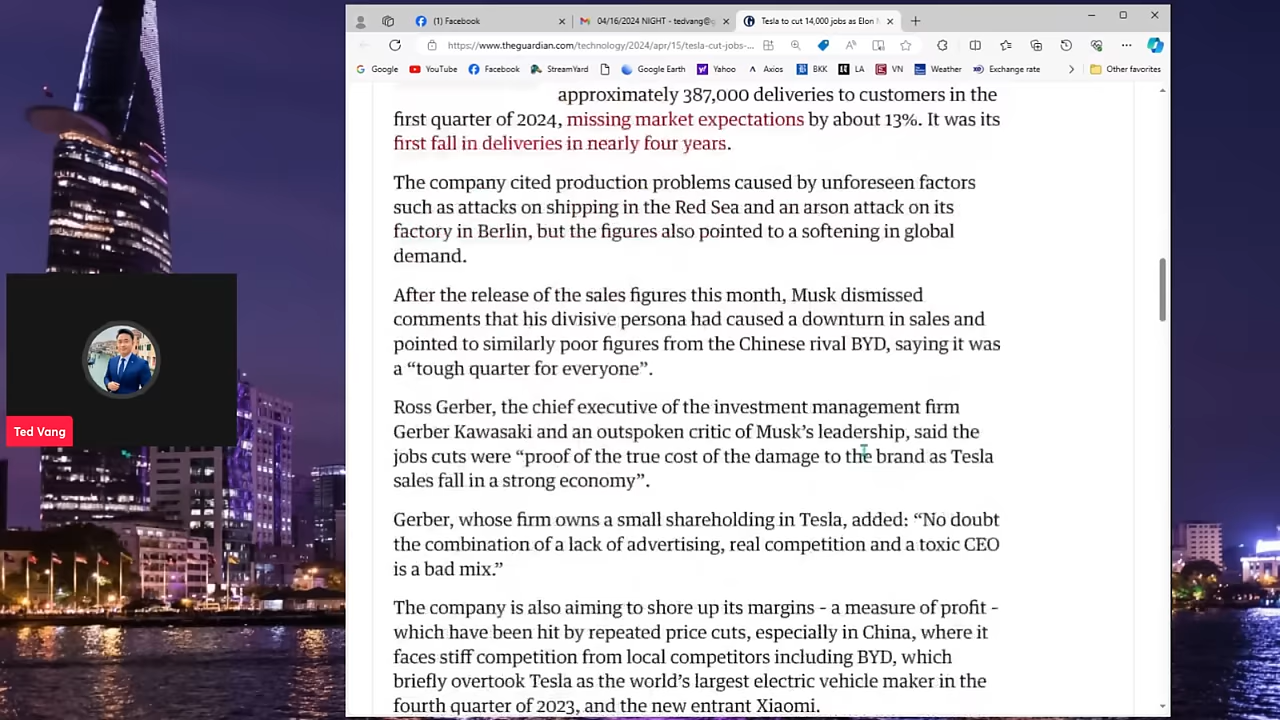 (1) Facebook
04/16/2024 NIGHT - tedvang@g
Tesla to cut 14,000 jobs as Elon M
https://www.theguardian.com/technology/2024/apr/15/tesla-cut-jobs-...
Google
YouTube
Facebook
StreamYard
Google Earth
Yahoo
Axios
BKK
LA
VN
Weather
Exchange rate
Other favorites
approximately 387,000 deliveries to customers in the
first quarter of 2024, missing market expectations by about 13%. It was its
first fall in deliveries in nearly four years.
The company cited production problems caused by unforeseen factors
such as attacks on shipping in the Red Sea and an arson attack on its
factory in Berlin, but the figures also pointed to a softening in global
demand.
After the release of the sales figures this month, Musk dismissed
comments that his divisive persona had caused a downturn in sales and
pointed to similarly poor figures from the Chinese rival BYD, saying it was
a “tough quarter for everyone”.
Ross Gerber, the chief executive of the investment management firm
Gerber Kawasaki and an outspoken critic of Musk’s leadership, said the
jobs cuts were “proof of the true cost of the damage to the brand as Tesla
sales fall in a strong economy”.
Gerber, whose firm owns a small shareholding in Tesla, added: “No doubt
the combination of a lack of advertising, real competition and a toxic CEO
is a bad mix.”
The company is also aiming to shore up its margins – a measure of profit –
which have been hit by repeated price cuts, especially in China, where it
faces stiff competition from local competitors including BYD, which
briefly overtook Tesla as the world’s largest electric vehicle maker in the
fourth quarter of 2023, and the new entrant Xiaomi.
Ted Vang